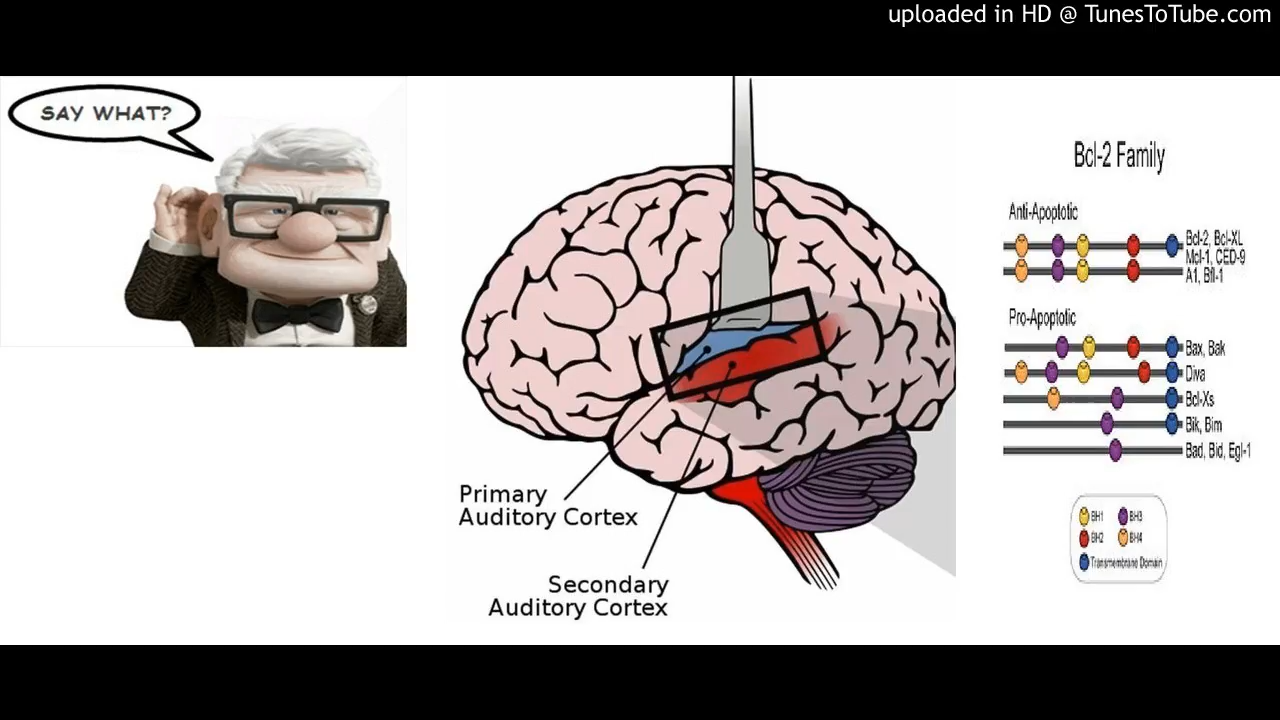 uploaded in HD @ TunesToTube.com
SAY WHAT?
Primary
Auditory Cortex
Secondary
Auditory Cortex
Bcl-2 Family
Anti-Apoptotic
Bcl-2, Bcl-XL
Mcl-1, CED-9
A1, Bfl-1
Pro-Apoptotic
Bax, Bak
Diva
Bcl-Xs
Bik, Bim
Bad, Bid, Egl-1
BH1 BH3
BH2 BH4
Transmembrane Domain